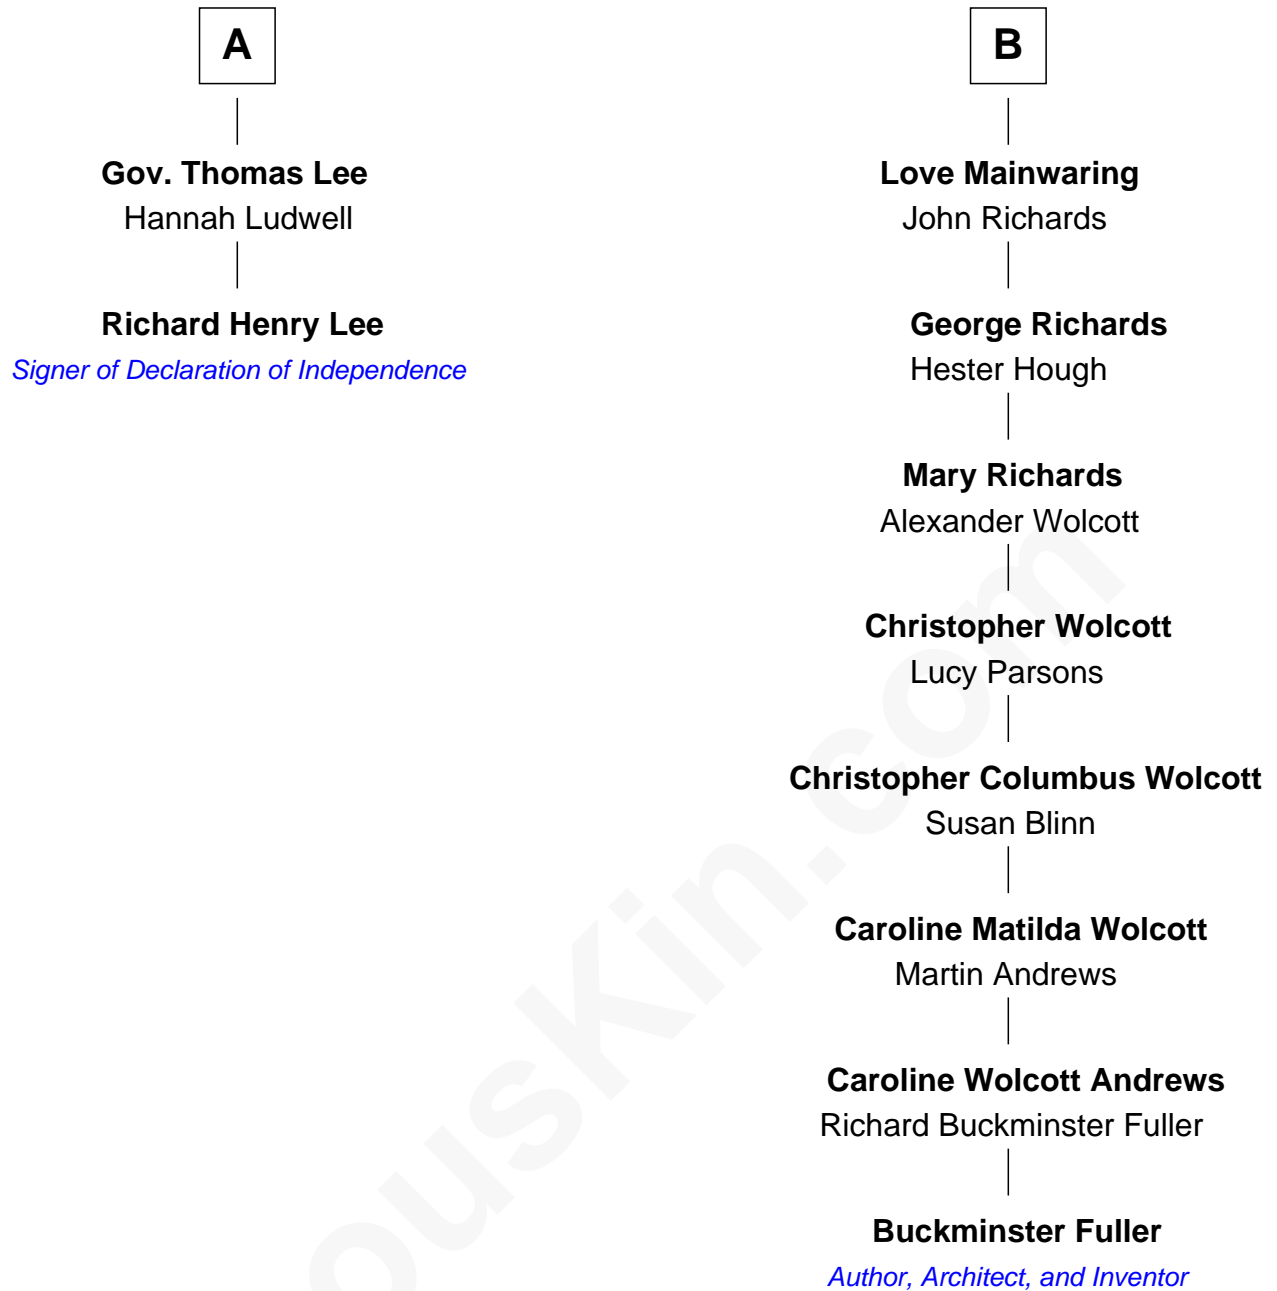 A
Gov. Thomas Lee
Hannah Ludwell
Richard Henry Lee
Signer of Declaration of Independence
B
Love Mainwaring
John Richards
George Richards
Hester Hough
Mary Richards
Alexander Wolcott
Christopher Wolcott
Lucy Parsons
Christopher Columbus Wolcott
Susan Blinn
Caroline Matilda Wolcott
Martin Andrews
Caroline Wolcott Andrews
Richard Buckminster Fuller
Buckminster Fuller
Author, Architect, and Inventor
ousKin.com